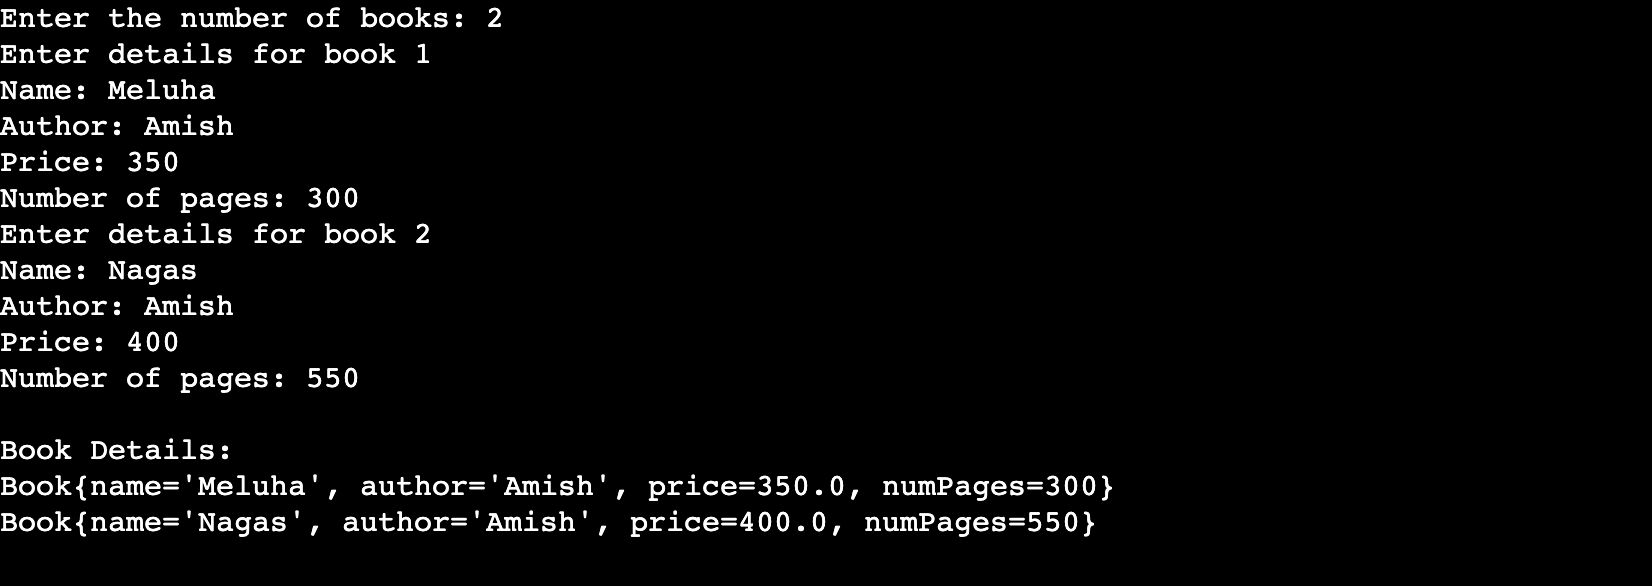 Enter the number of books: 2
Enter details for book 1
Name: Meluha
Author: Amish
Price: 350
Number of pages: 300
Enter details for book 2
Name: Nagas
Author: Amish
Price: 400
Number of pages: 550

Book Details:
Book{name='Meluha', author='Amish', price=350.0, numPages=300}
Book{name='Nagas', author='Amish', price=400.0, numPages=550}